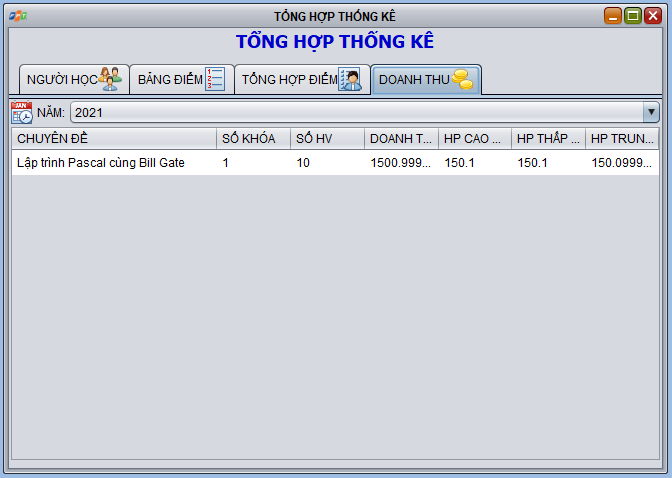 TỔNG HỢP THỐNG KÊ
TỔNG HỢP THỐNG KÊ
NGƯỜI HỌC BẢNG ĐIỂM TỔNG HỢP ĐIỂM DOANH THU
NĂM: 2021
CHUYÊN ĐỀ SỐ KHÓA SỐ HV DOANH T... HP CAO ... HP THẤP ... HP TRUN...
Lập trình Pascal cùng Bill Gate 1 10 1500.999... 150.1 150.1 150.0999...